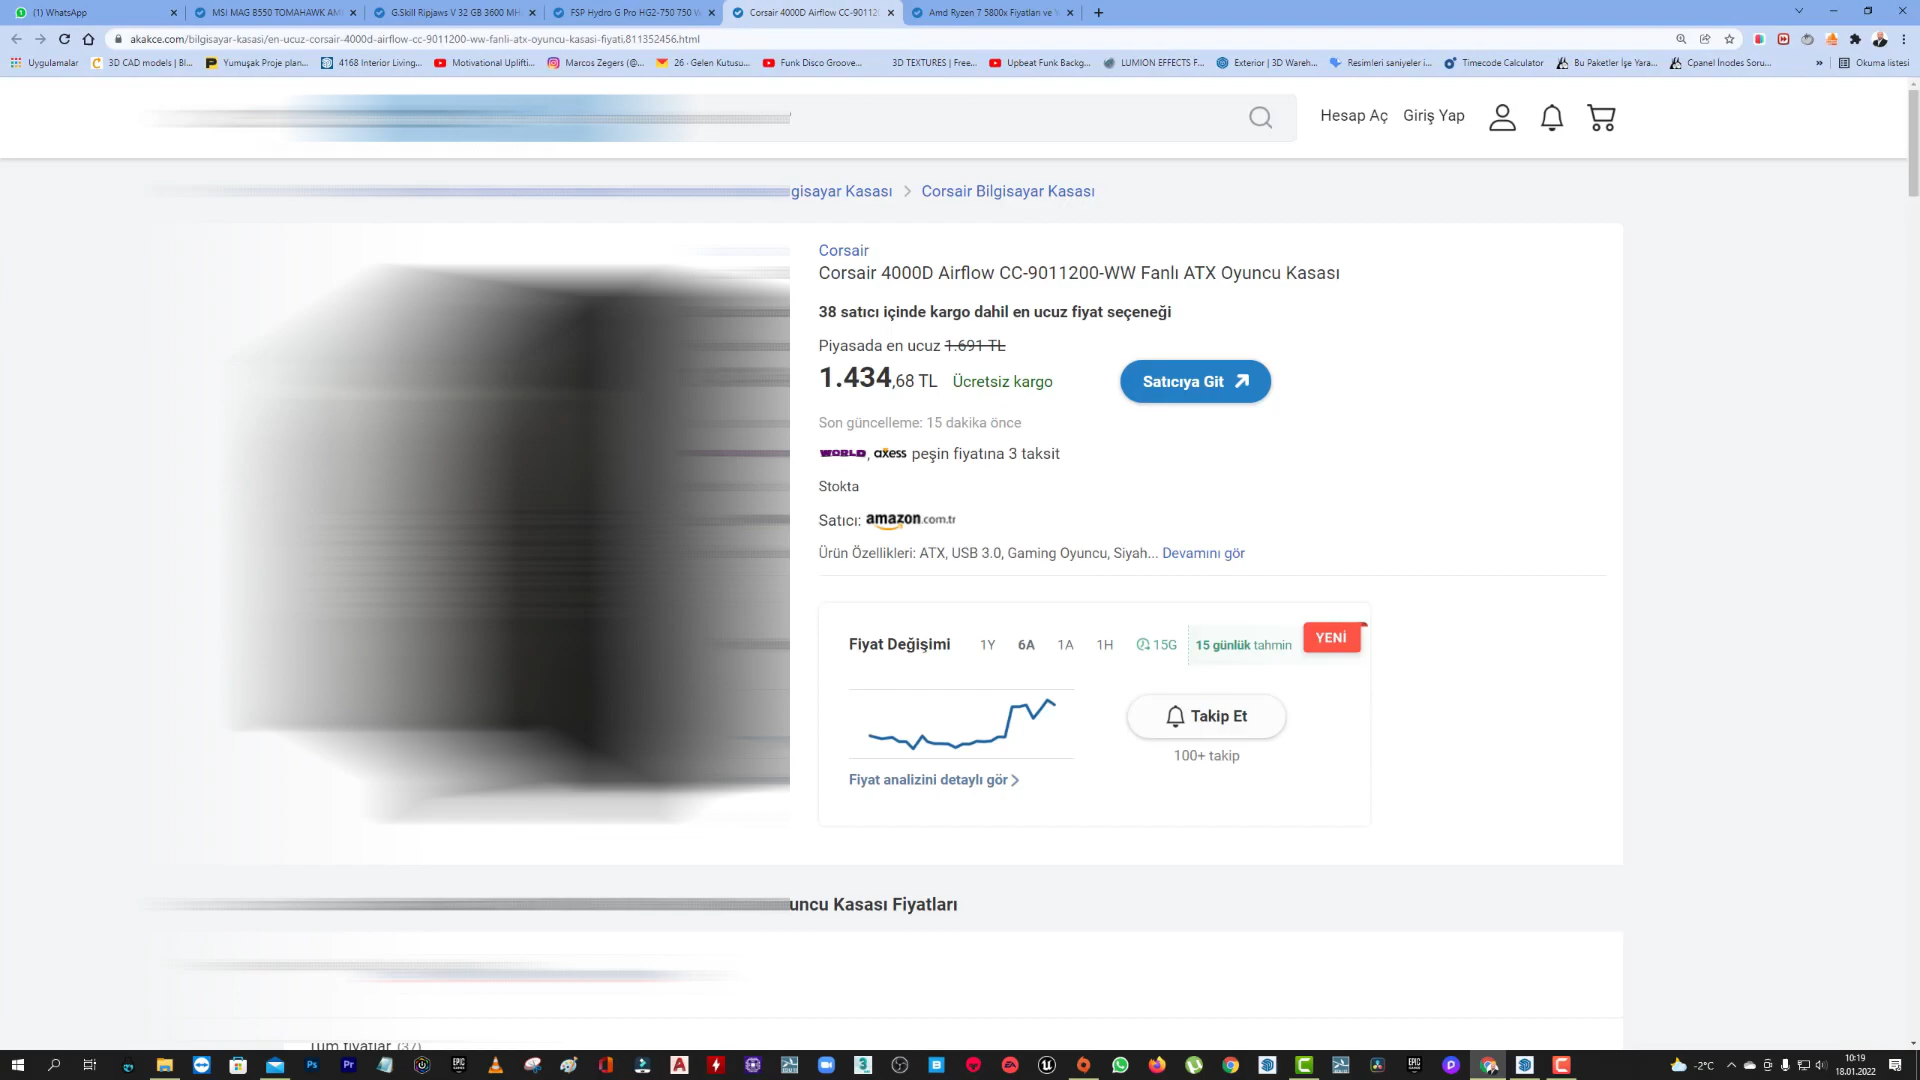 (1) WhatsApp
MSI MAG B550 TOMAHAWK AM
G.Skill Ripjaws V 32 GB 3600 MH
FSP Hydro G Pro HG2-750 750 V
Corsair 4000D Airflow CC-90112
Amd Ryzen 7 5800x Fiyatları ve
akakce.com/bilgisayar-kasasi/en-ucuz-corsair-4000d-airflow-cc-9011200-ww-fanli-atx-oyuncu-kasasi-fiyati,811352456.html
Uygulamalar
3D CAD models | Bl...
Yumuşak Proje plan...
4168 Interior Living...
Motivational Uplifti...
Marcos Zegers (@...
26 · Gelen Kutusu...
Funk Disco Groove...
3D TEXTURES | Free...
Upbeat Funk Backg...
LUMION EFFECTS F...
Exterior | 3D Wareh...
Resimleri saniyeler i...
Timecode Calculator
Bu Paketler İşe Yara...
Cpanel İnodes Soru...
Okuma listesi
Hesap Aç Giriş Yap
gisayar Kasası > Corsair Bilgisayar Kasası
Corsair
Corsair 4000D Airflow CC-9011200-WW Fanlı ATX Oyuncu Kasası
38 satıcı içinde kargo dahil en ucuz fiyat seçeneği
Piyasada en ucuz 1.691 TL
1.434,68 TL Ücretsiz kargo
Satıcıya Git
Son güncelleme: 15 dakika önce
WORLD, axess peşin fiyatına 3 taksit
Stokta
Satıcı: amazon.com.tr
Ürün Özellikleri: ATX, USB 3.0, Gaming Oyuncu, Siyah... Devamını gör
Fiyat Değişimi 1Y 6A 1A 1H 15G 15 günlük tahmin YENİ
Takip Et
100+ takip
Fiyat analizini detaylı gör
uncu Kasası Fiyatları
Tüm fiyatlar (37)
-2°C
10:19
18.01.2022